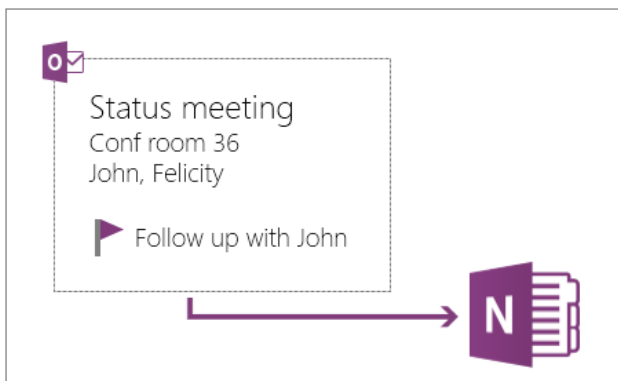 O
Status meeting
Conf room 36
John, Felicity
Follow up with John
N